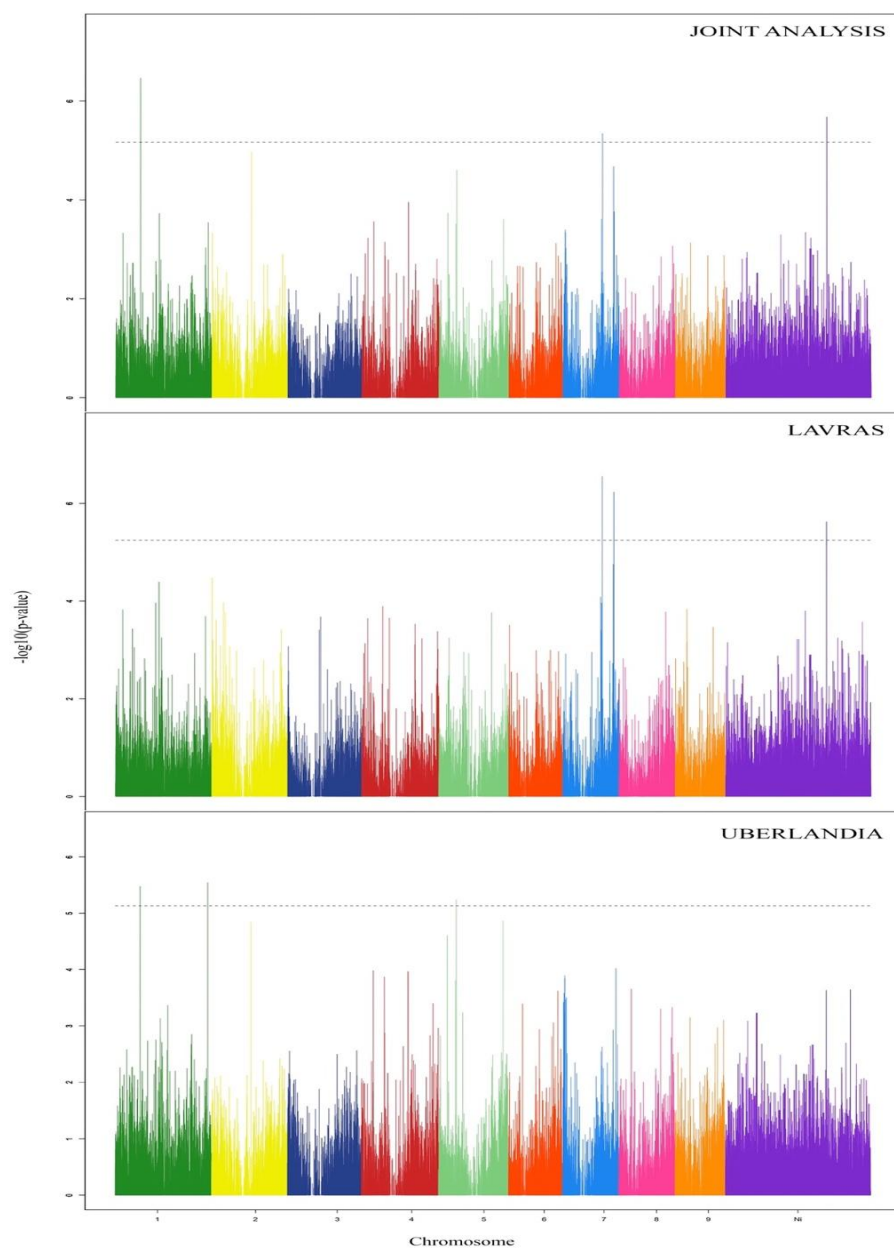 JOINT ANALYSIS
6
4
2
0
LAVRAS
6
4
2
0
-log10(p-value)
UBERLANDIA
6
5
4
3
2
1
0
1 2 3 4 5 6 7 8 9 Ni
Chromosome